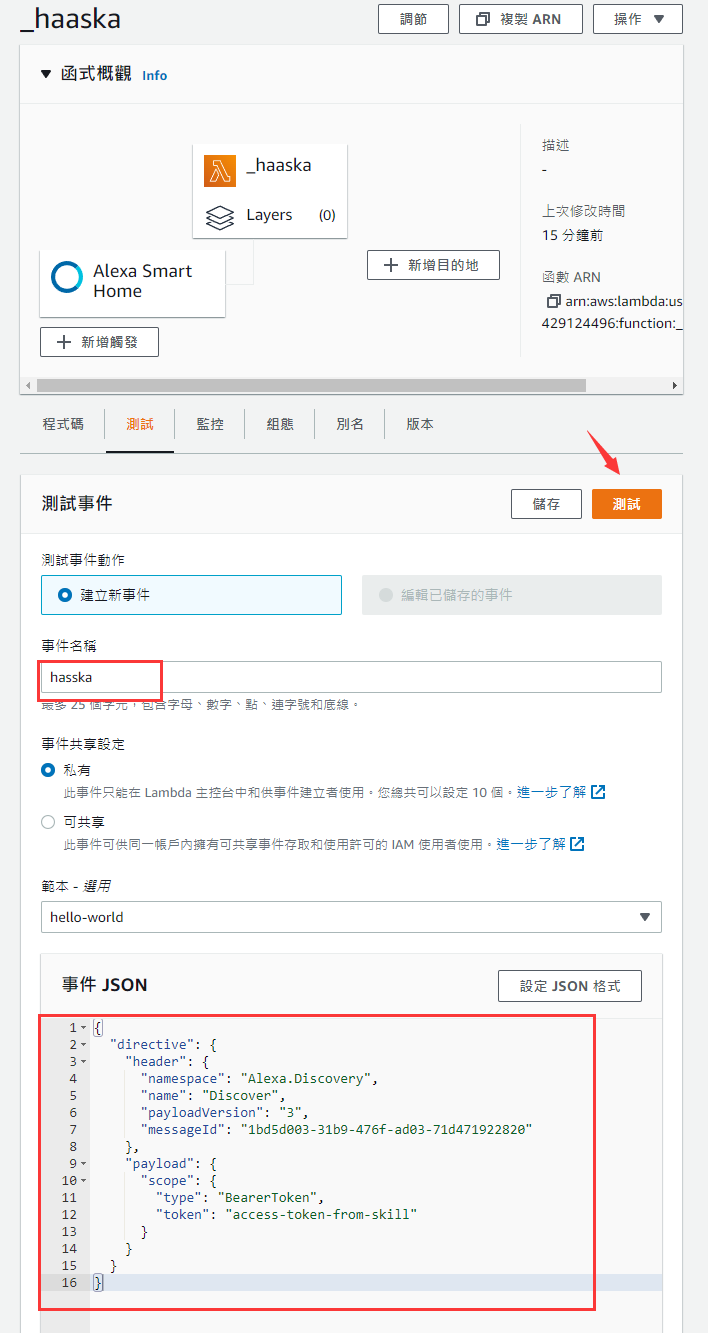 _haaska
調節
複製 ARN
操作
函式概觀 Info
_haaska
Layers (0)
Alexa Smart Home
新增觸發
新增目的地
描述
-
上次修改時間
15 分鐘前
函數 ARN
arn:aws:lambda:us
429124496:function:_
程式碼
測試
監控
組態
別名
版本
測試事件
儲存
測試
測試事件動作
建立新事件
編輯已儲存的事件
事件名稱
hasska
最多 25 個字元，包含字母、數字、點、連字號和底線。
事件共享設定
私有
此事件只能在 Lambda 主控台中和供事件建立者使用。您總共可以設定 10 個。進一步了解
可共享
此事件可供同一帳戶內擁有可共享事件存取和使用許可的 IAM 使用者使用。進一步了解
範本 - 選用
hello-world
事件 JSON
設定 JSON 格式
1 {
2 "directive": {
3 "header": {
4 "namespace": "Alexa.Discovery",
5 "name": "Discover",
6 "payloadVersion": "3",
7 "messageId": "1bd5d003-31b9-476f-ad03-71d471922820"
8 },
9 "payload": {
10 "scope": {
11 "type": "BearerToken",
12 "token": "access-token-from-skill"
13 }
14 }
15 }
16 }